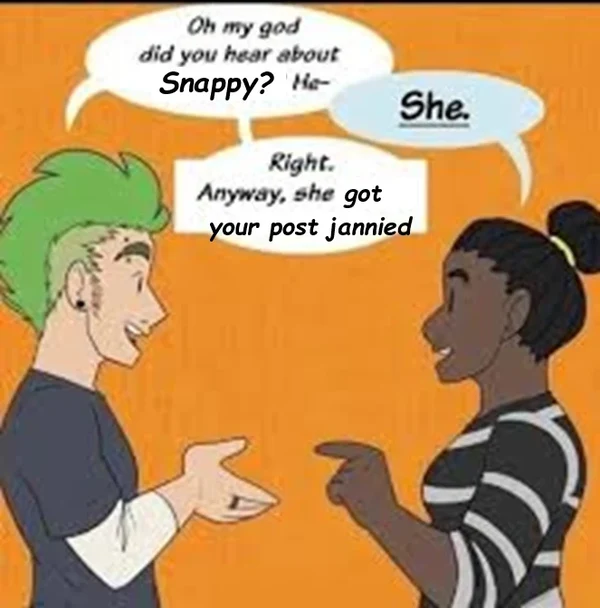 Oh my god
did you hear about
Snappy? He-
She.
Right.
Anyway, she got
your post jannied